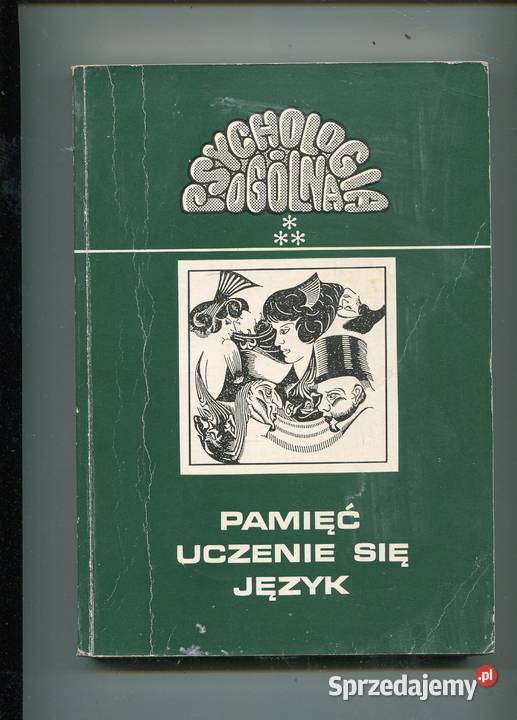 PSYCHOLOGIA
OGÓLNA
*
**
PAMIĘĆ
UCZENIE SIĘ
JĘZYK
Sprzedajemy.pl